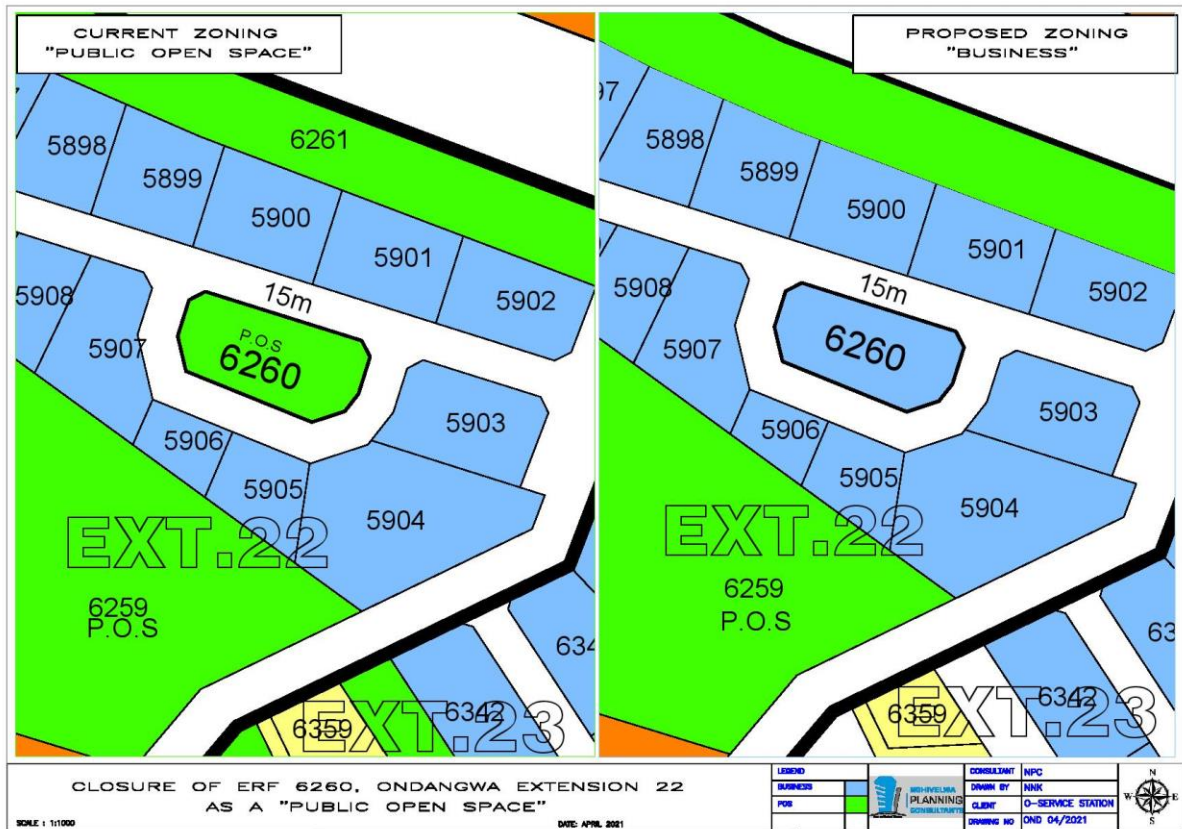 CURRENT ZONING
"PUBLIC OPEN SPACE"
6261
5898
5899
5900
5901
5902
15m
5908
5907
P.O.S
6260
5903
5906
5905
5904
EXT.22
6259
P.O.S
6342
6359
EXT.23
PROPOSED ZONING
"BUSINESS"
97
5898
5899
5900
5901
5902
15m
5908
5907
6260
5903
5906
5905
5904
EXT.22
6259
P.O.S
6342
6359
EXT.23
CLOSURE OF ERF 6260, ONDANGWA EXTENSION 22
AS A "PUBLIC OPEN SPACE"
SCALE : 1:1000
DATE: APRIL 2021
LEGEND
BUSINESS
POS
PLANNING
CONSULTANTS
CONSULTANT NPC
DRAWN BY NNK
CLIENT O-SERVICE STATION
DRAWING NO OND 04/2021
N
W E
S